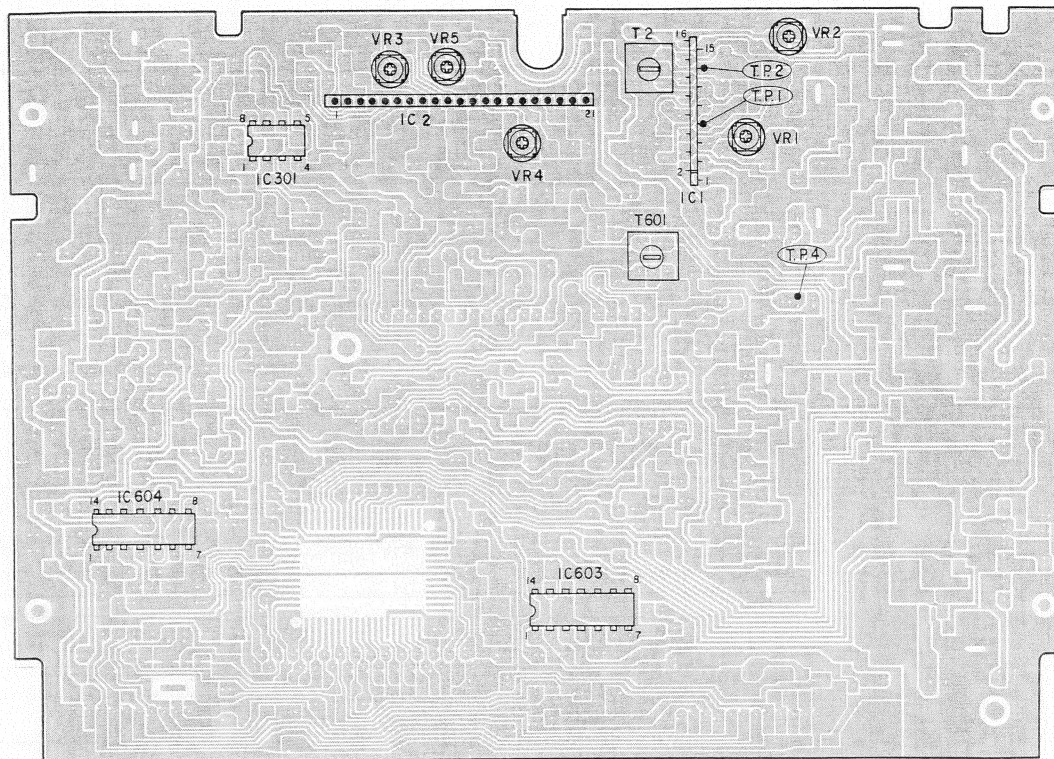 VR3 VR5
T2
16
15
VR2
T.P.2
T.P.1
1
IC2
21
8 5
1 4
IC301
VR4
VR1
2
1
IC1
T601
T.P.4
14 IC604 8
1 7
IC603
14 8
1 7